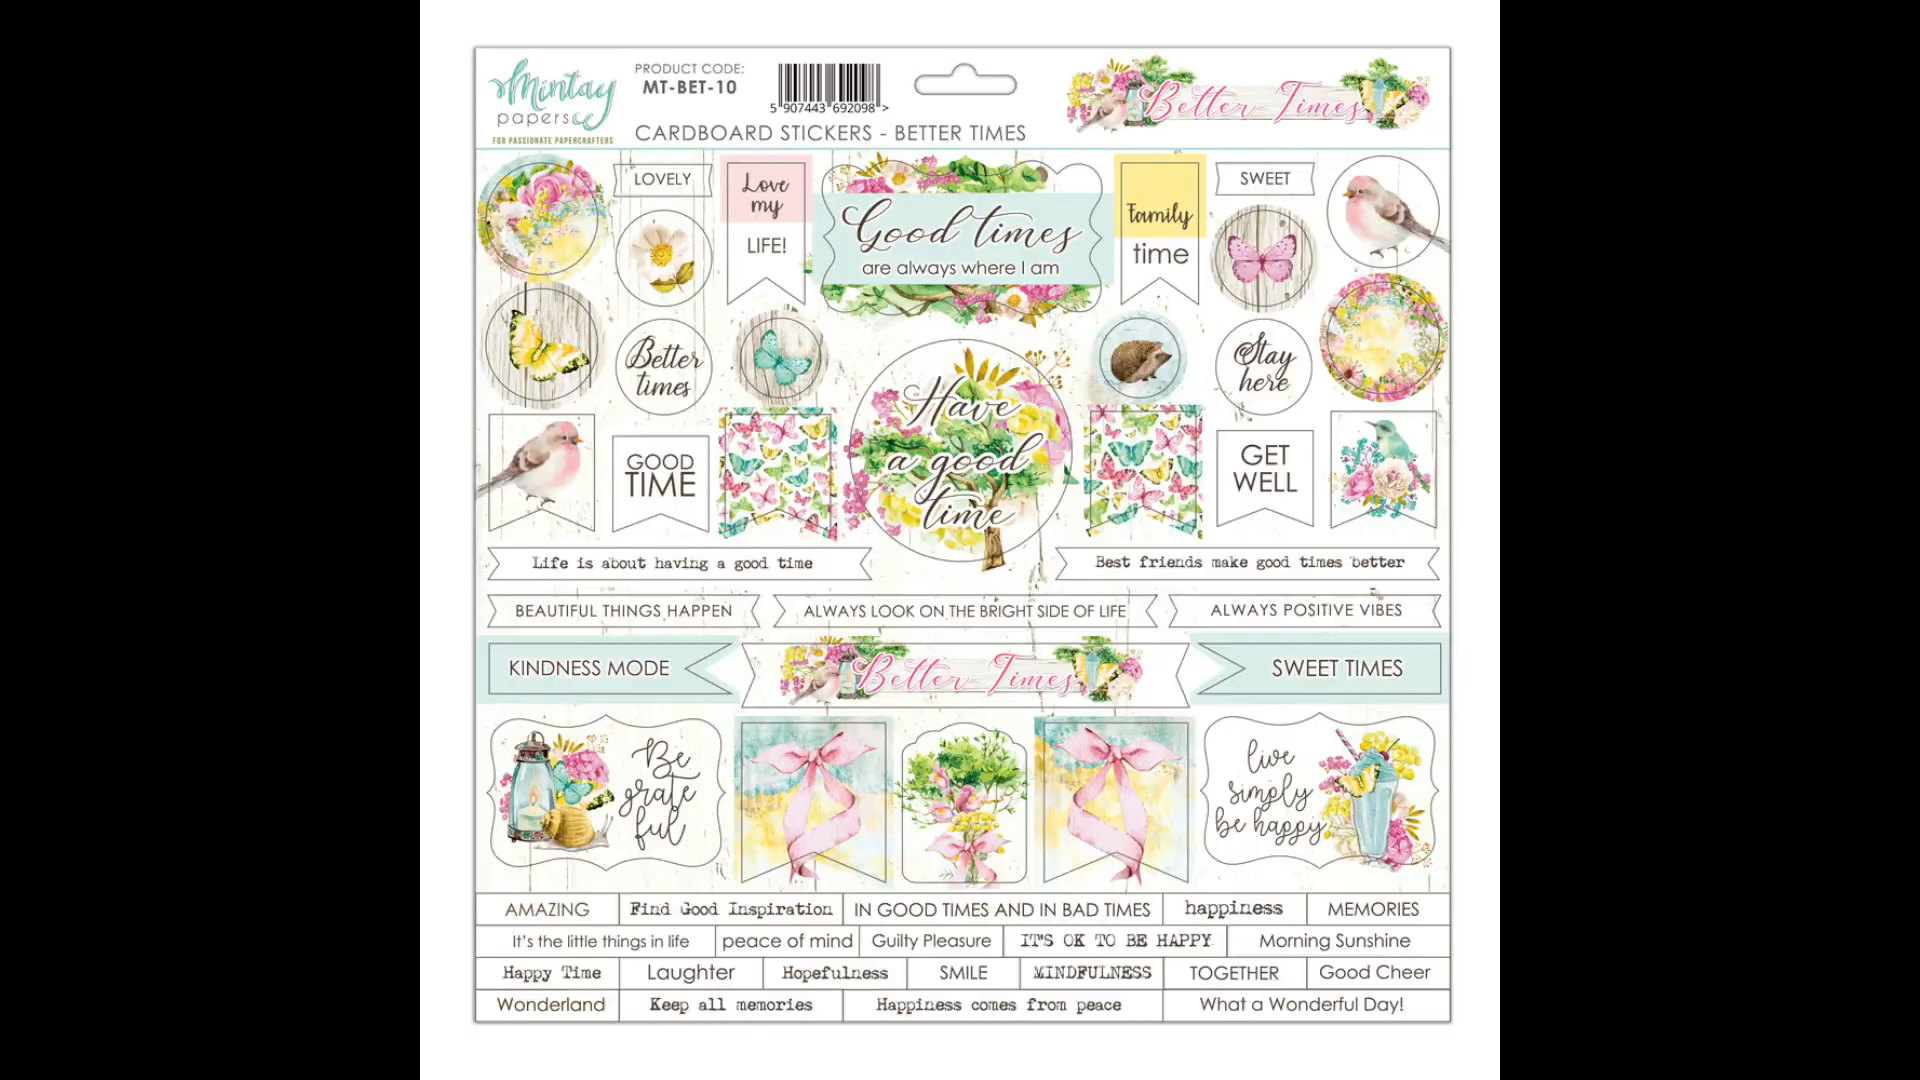 Mintay
papers
FOR PASSIONATE PAPERCRAFTERS
PRODUCT CODE:
MT-BET-10
5 907443 692098 >
CARDBOARD STICKERS - BETTER TIMES
Better Times
LOVELY
Love
my
LIFE!
Good times
are always where I am
family
time
SWEET
Better
times
Stay
here
Have
a good
time
GOOD
TIME
GET
WELL
Life is about having a good time
Best friends make good times better
BEAUTIFUL THINGS HAPPEN
ALWAYS LOOK ON THE BRIGHT SIDE OF LIFE
ALWAYS POSITIVE VIBES
KINDNESS MODE
Better Times
SWEET TIMES
Be
grate
ful
live
simply
be happy
AMAZING
Find Good Inspiration
IN GOOD TIMES AND IN BAD TIMES
happiness
MEMORIES
It's the little things in life
peace of mind
Guilty Pleasure
IT'S OK TO BE HAPPY
Morning Sunshine
Happy Time
Laughter
Hopefulness
SMILE
MINDFULNESS
TOGETHER
Good Cheer
Wonderland
Keep all memories
Happiness comes from peace
What a Wonderful Day!